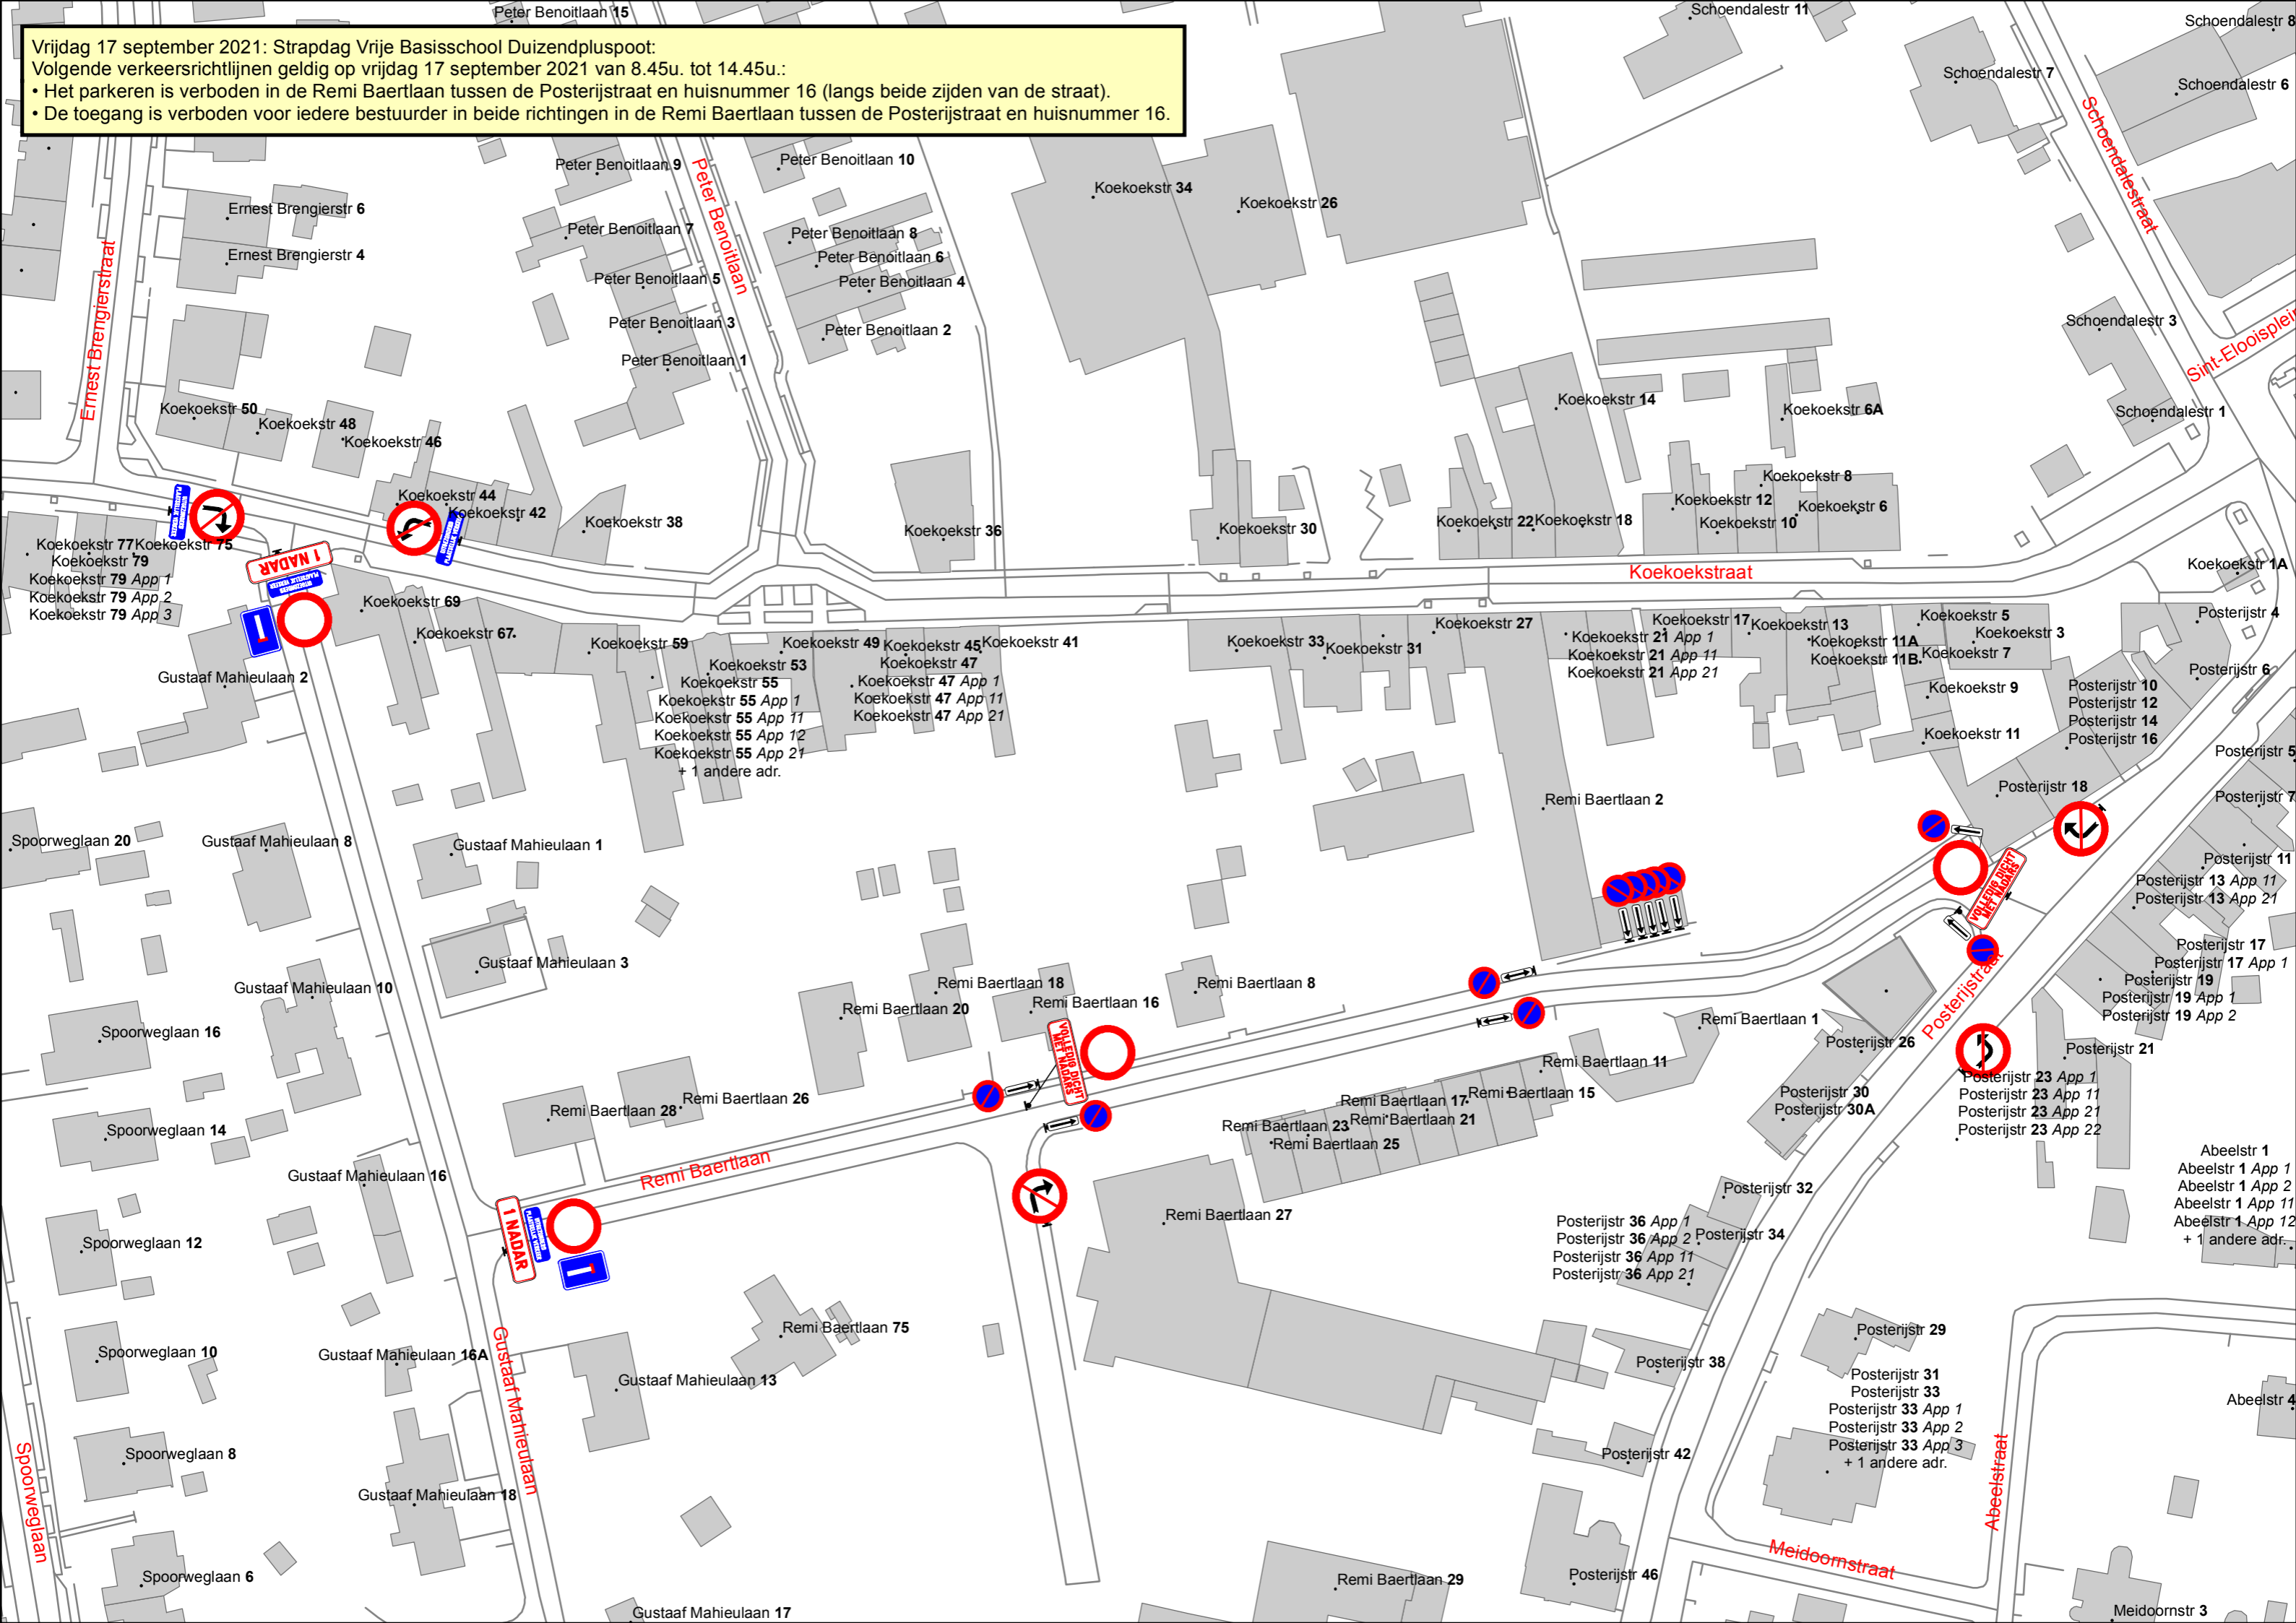 Peter Benoitlaan 15
Schoendalestr 11
Schoendalestr 8
Vrijdag 17 september 2021: Strapdag Vrije Basisschool Duizendpluspoot:
Volgende verkeersrichtlijnen geldig op vrijdag 17 september 2021 van 8.45u. tot 14.45u.:
• Het parkeren is verboden in de Remi Baertlaan tussen de Posterijstraat en huisnummer 16 (langs beide zijden van de straat).
• De toegang is verboden voor iedere bestuurder in beide richtingen in de Remi Baertlaan tussen de Posterijstraat en huisnummer 16.
Schoendalestr 7
Schoendalestr 6
Schoendalestraat
Peter Benoitlaan 9
Peter Benoitlaan 10
Peter Benoitlaan
Koekoekstr 34
Koekoekstr 26
Ernest Brengierstr 6
Ernest Brengierstr 4
Ernest Brengierstraat
Peter Benoitlaan 7
Peter Benoitlaan 8
Peter Benoitlaan 6
Peter Benoitlaan 5
Peter Benoitlaan 4
Peter Benoitlaan 3
Peter Benoitlaan 2
Peter Benoitlaan 1
Schoendalestr 3
Sint-Elooisplein
Schoendalestr 1
Koekoekstr 50
Koekoekstr 48
Koekoekstr 46
Koekoekstr 14
Koekoekstr 6A
Koekoekstr 44
Koekoekstr 42
Koekoekstr 38
Koekoekstr 36
Koekoekstr 30
Koekoekstr 22
Koekoekstr 18
Koekoekstr 8
Koekoekstr 12
Koekoekstr 10
Koekoekstr 6
Koekoekstr 77
Koekoekstr 75
Koekoekstr 79
Koekoekstr 79 App 1
Koekoekstr 79 App 2
Koekoekstr 79 App 3
1 NADAR
Koekoekstraat
Koekoekstr 1A
Koekoekstr 69
Koekoekstr 67
Koekoekstr 59
Koekoekstr 53
Koekoekstr 55
Koekoekstr 55 App 1
Koekoekstr 55 App 11
Koekoekstr 55 App 12
Koekoekstr 55 App 21
+ 1 andere adr.
Koekoekstr 49
Koekoekstr 45
Koekoekstr 41
Koekoekstr 47
Koekoekstr 47 App 1
Koekoekstr 47 App 11
Koekoekstr 47 App 21
Koekoekstr 33
Koekoekstr 31
Koekoekstr 27
Koekoekstr 21 App 1
Koekoekstr 21 App 11
Koekoekstr 21 App 21
Koekoekstr 17
Koekoekstr 13
Koekoekstr 11A
Koekoekstr 11B
Koekoekstr 5
Koekoekstr 3
Koekoekstr 7
Koekoekstr 9
Koekoekstr 11
Posterijstr 4
Posterijstr 6
Posterijstr 10
Posterijstr 12
Posterijstr 14
Posterijstr 16
Posterijstr 18
Posterijstr 5
Posterijstr 7
Posterijstr 11
Posterijstr 13 App 11
Posterijstr 13 App 21
Posterijstr 17
Posterijstr 17 App 1
Posterijstr 19
Posterijstr 19 App 1
Posterijstr 19 App 2
Posterijstr 21
Posterijstr 23 App 1
Posterijstr 23 App 11
Posterijstr 23 App 21
Posterijstr 23 App 22
VOLLEDIG DICHT
MET NADARS
Posterijstraat
Gustaaf Mahieulaan 2
Spoorweglaan 20
Gustaaf Mahieulaan 8
Gustaaf Mahieulaan 1
Gustaaf Mahieulaan 3
Gustaaf Mahieulaan 10
Spoorweglaan 16
Spoorweglaan 14
Gustaaf Mahieulaan 16
Spoorweglaan 12
Remi Baertlaan 2
Remi Baertlaan 18
Remi Baertlaan 20
Remi Baertlaan 16
Remi Baertlaan 8
Remi Baertlaan 1
Remi Baertlaan 11
Remi Baertlaan 15
Remi Baertlaan 17
Remi Baertlaan 21
Remi Baertlaan 23
Remi Baertlaan 25
Remi Baertlaan 26
Remi Baertlaan 28
VOLLEDIG DICHT
MET NADARS
Remi Baertlaan
1 NADAR
Remi Baertlaan 27
Posterijstr 26
Posterijstr 30
Posterijstr 30A
Posterijstr 32
Posterijstr 34
Posterijstr 36 App 1
Posterijstr 36 App 2
Posterijstr 36 App 11
Posterijstr 36 App 21
Abeelstr 1
Abeelstr 1 App 1
Abeelstr 1 App 2
Abeelstr 1 App 11
Abeelstr 1 App 12
+ 1 andere adr.
Spoorweglaan 10
Gustaaf Mahieulaan 16A
Gustaaf Mahieulaan
Gustaaf Mahieulaan 13
Remi Baertlaan 75
Posterijstr 38
Posterijstr 29
Posterijstr 31
Posterijstr 33
Posterijstr 33 App 1
Posterijstr 33 App 2
Posterijstr 33 App 3
+ 1 andere adr.
Abeelstr 4
Abeelstraat
Spoorweglaan
Spoorweglaan 8
Gustaaf Mahieulaan 18
Posterijstr 42
Meidoornstraat
Spoorweglaan 6
Remi Baertlaan 29
Posterijstr 46
Gustaaf Mahieulaan 17
Meidoornstr 3